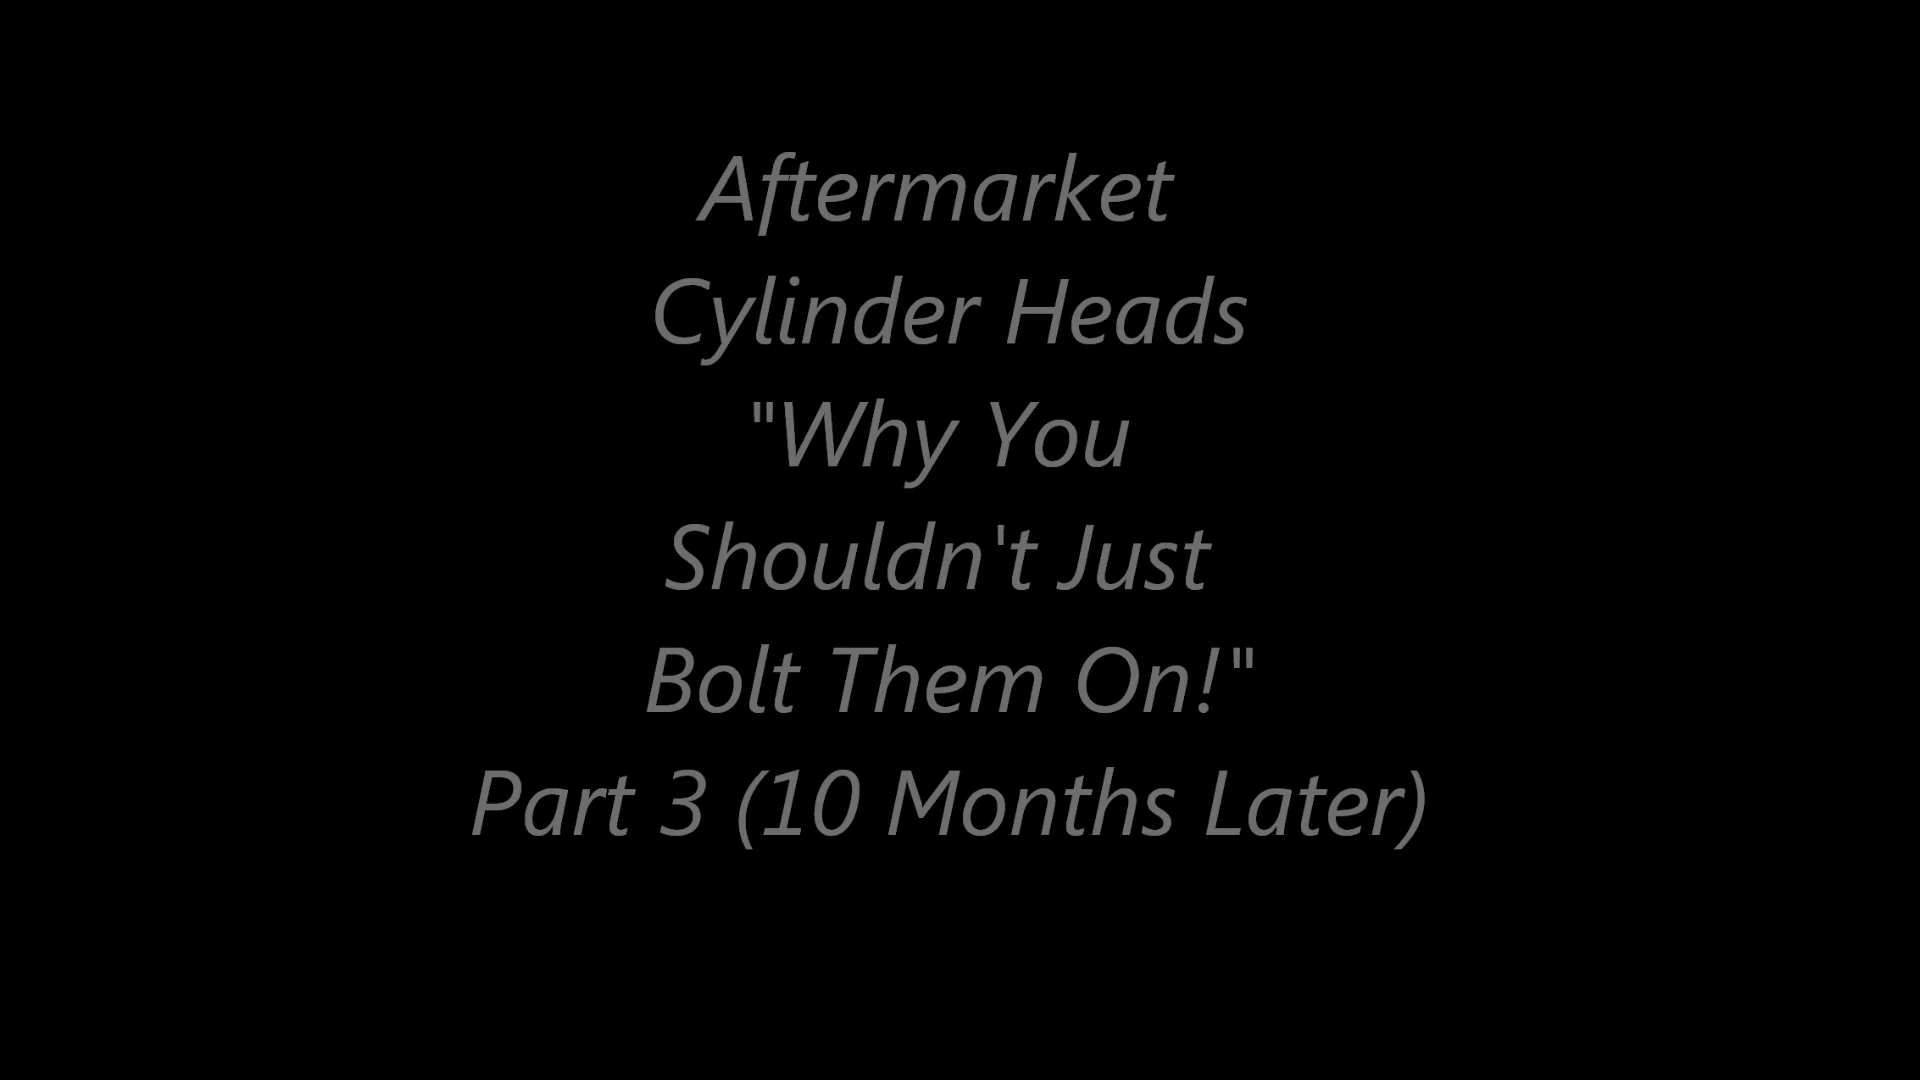 Aftermarket
Cylinder Heads
"Why You
Shouldn't Just
Bolt Them On!"
Part 3 (10 Months Later)